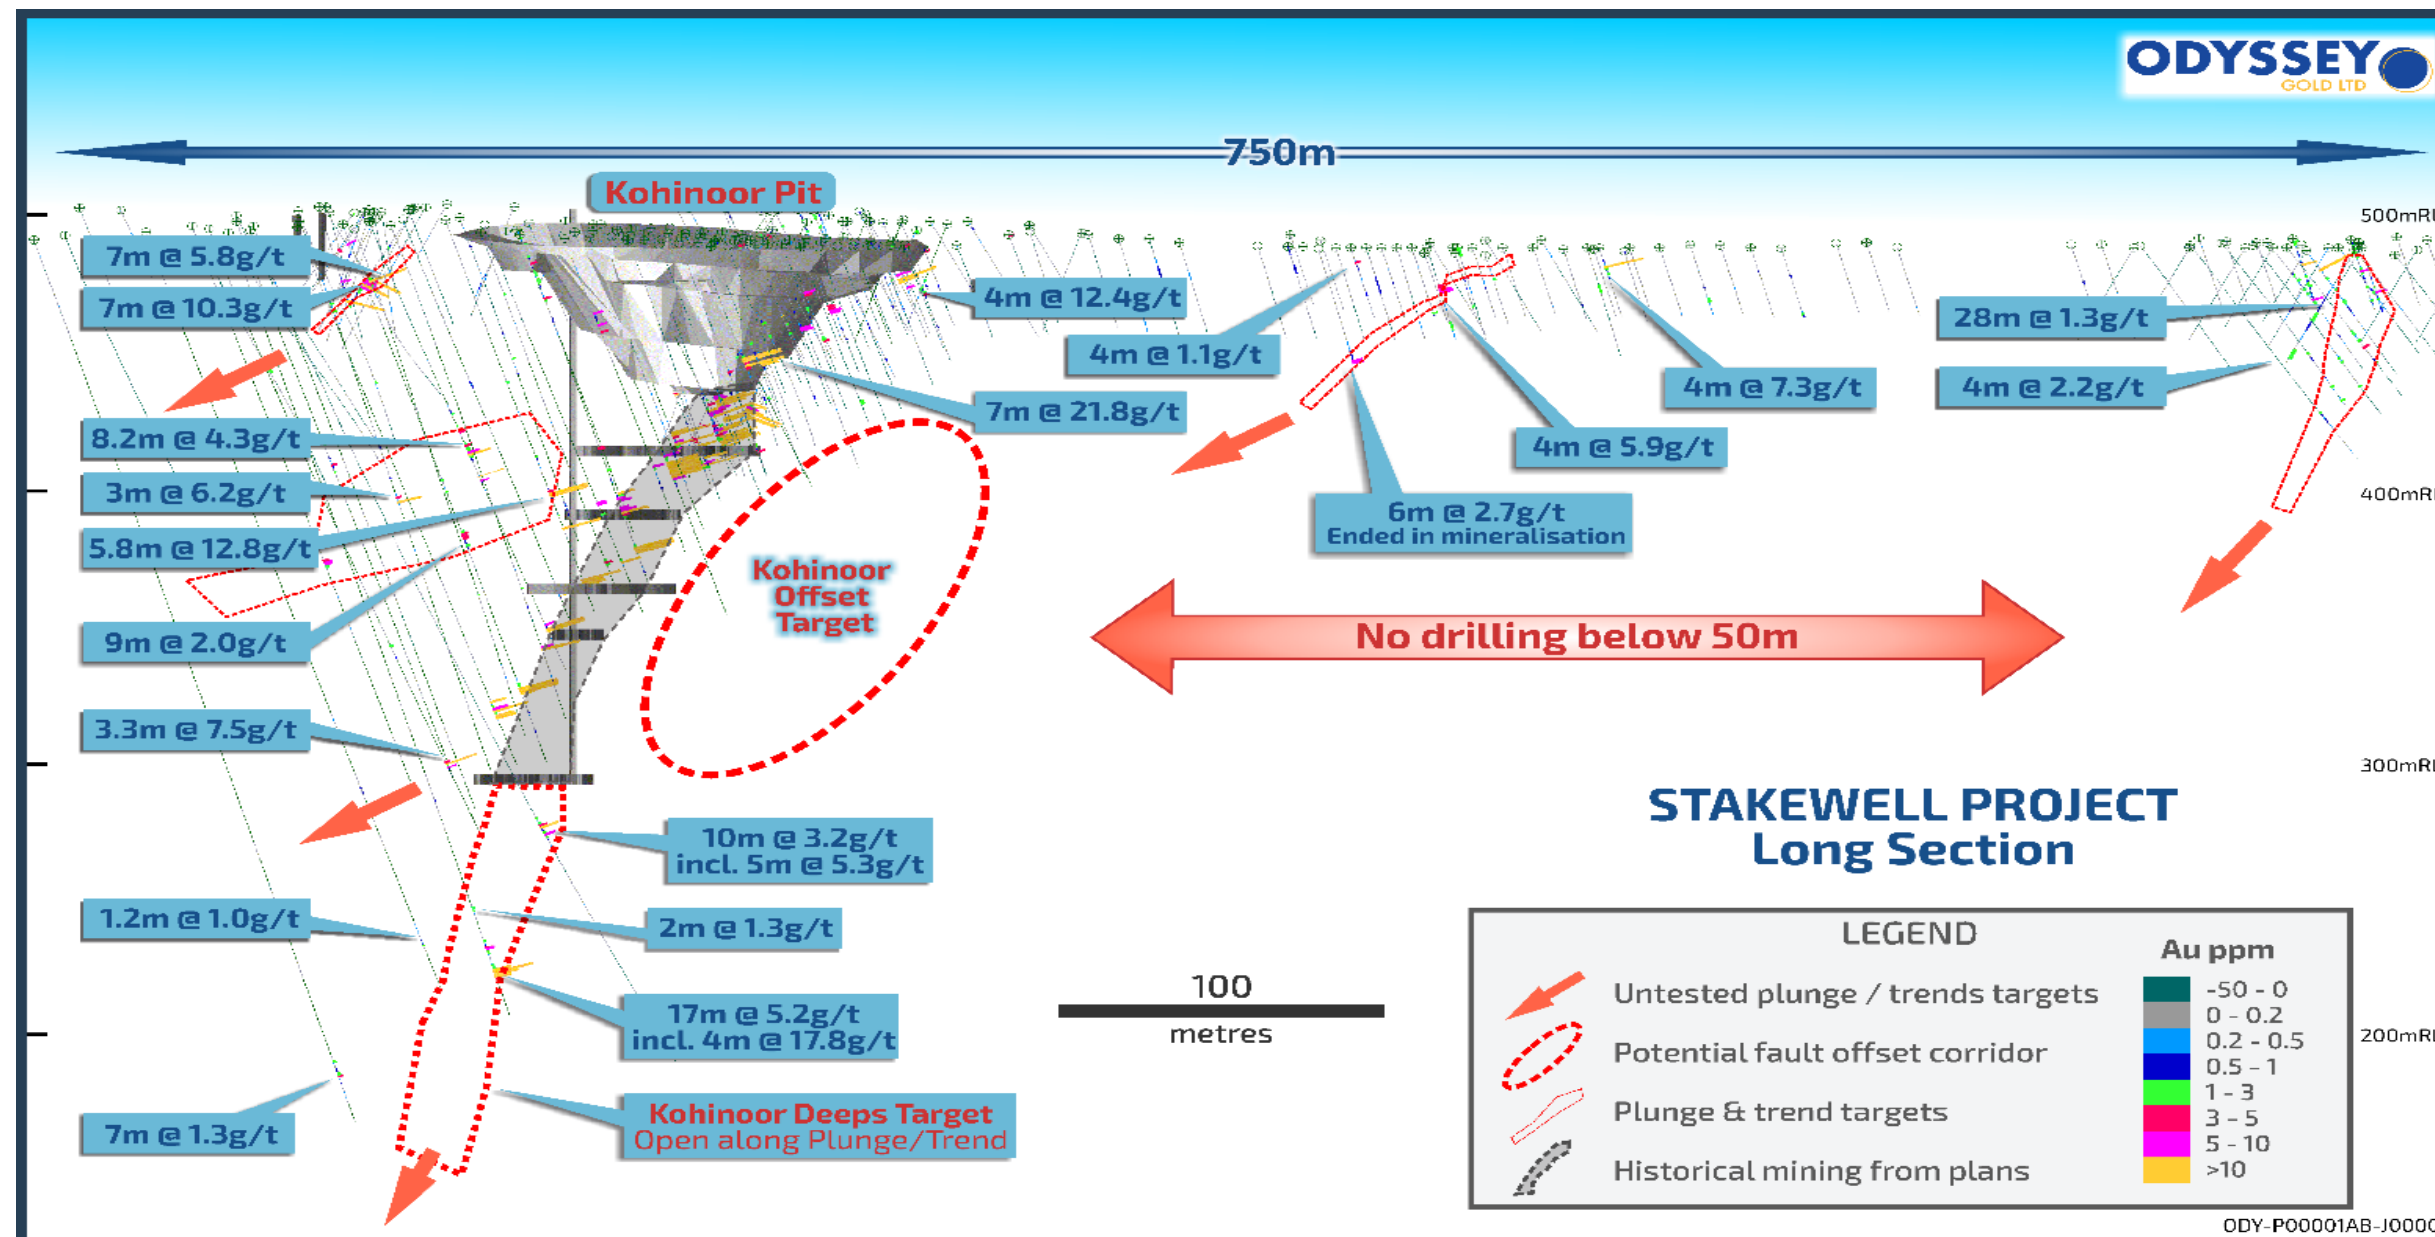 ODYSSEY
GOLD LTD
750m
Kohinoor Pit
500mRL
7m @ 5.8g/t
7m @ 10.3g/t
4m @ 12.4g/t
4m @ 1.1g/t
28m @ 1.3g/t
4m @ 7.3g/t
4m @ 2.2g/t
7m @ 21.8g/t
8.2m @ 4.3g/t
4m @ 5.9g/t
3m @ 6.2g/t
400mRL
6m @ 2.7g/t
Ended in mineralisation
5.8m @ 12.8g/t
Kohinoor
Offset
Target
9m @ 2.0g/t
No drilling below 50m
3.3m @ 7.5g/t
300mRL
STAKEWELL PROJECT
Long Section
10m @ 3.2g/t
incl. 5m @ 5.3g/t
1.2m @ 1.0g/t
2m @ 1.3g/t
100
metres
17m @ 5.2g/t
incl. 4m @ 17.8g/t
200mRL
7m @ 1.3g/t
Kohinoor Deeps Target
Open along Plunge/Trend
LEGEND
Untested plunge / trends targets
Potential fault offset corridor
Plunge & trend targets
Historical mining from plans
Au ppm
-50 - 0
0 - 0.2
0.2 - 0.5
0.5 - 1
1 - 3
3 - 5
5 - 10
>10
ODY-P00001AB-J0000